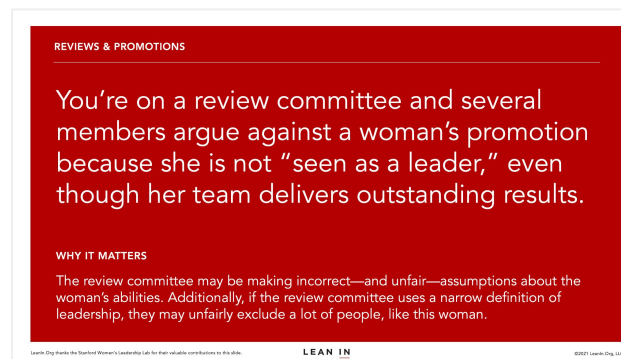 REVIEWS & PROMOTIONS
You’re on a review committee and several
members argue against a woman’s promotion
because she is not “seen as a leader,” even
though her team delivers outstanding results.
WHY IT MATTERS
The review committee may be making incorrect—and unfair—assumptions about the
woman’s abilities. Additionally, if the review committee uses a narrow definition of
leadership, they may unfairly exclude a lot of people, like this woman.
LeanIn.Org thanks the Stanford Women’s Leadership Lab for their valuable contributions to this slide.
LEAN IN
©2021 LeanIn.Org,